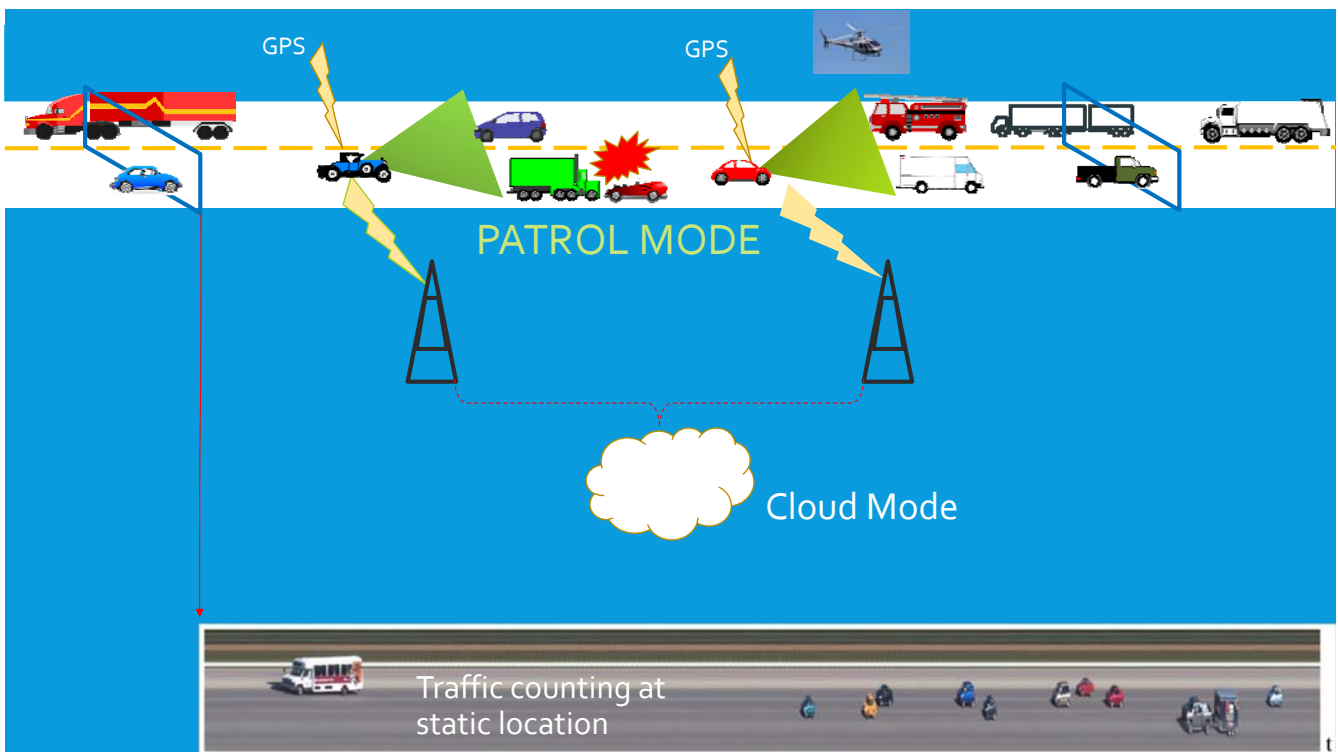 GPS
GPS
PATROL MODE
Cloud Mode
Traffic counting at
static location
t